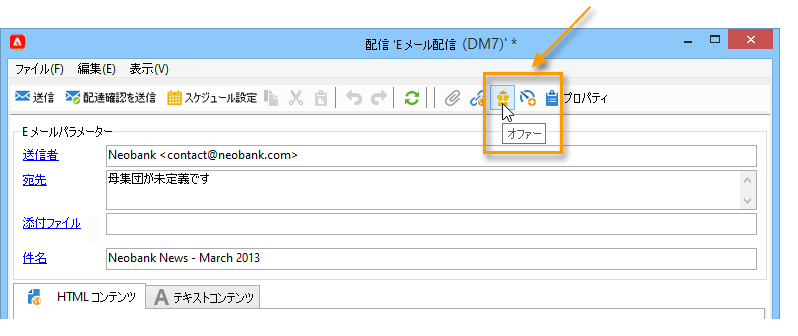 配信 'Eメール配信 (DM7)' *
ファイル(F) 編集(E) 表示(V)
送信 配達確認を送信 スケジュール設定 プロパティ
オファー
Eメールパラメーター
送信者 Neobank <contact@neobank.com>
宛先 母集団が未定義です
添付ファイル
件名 Neobank News - March 2013
HTML コンテンツ A テキストコンテンツ